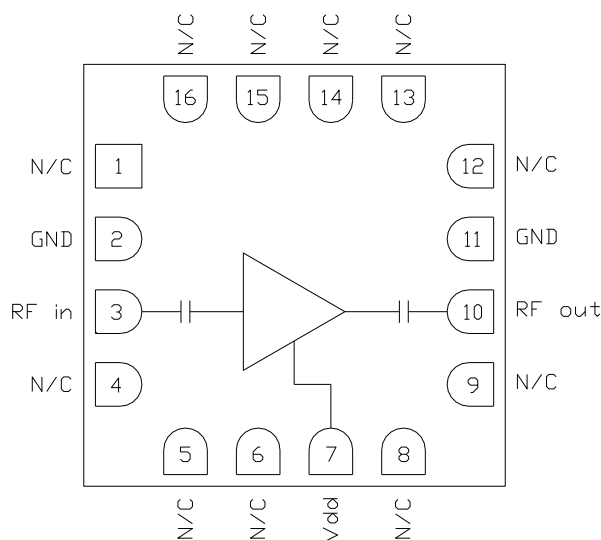 N/C N/C N/C N/C
16 15 14 13
N/C 1 12 N/C
GND 2 11 GND
RF in 3 10 RF out
N/C 4 9 N/C
5 6 7 8
N/C N/C Vdd N/C